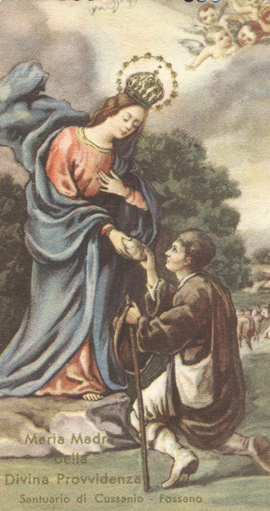 Maria Madre
della
Divina Provvidenza
Santuario di Cussanio - Fossano